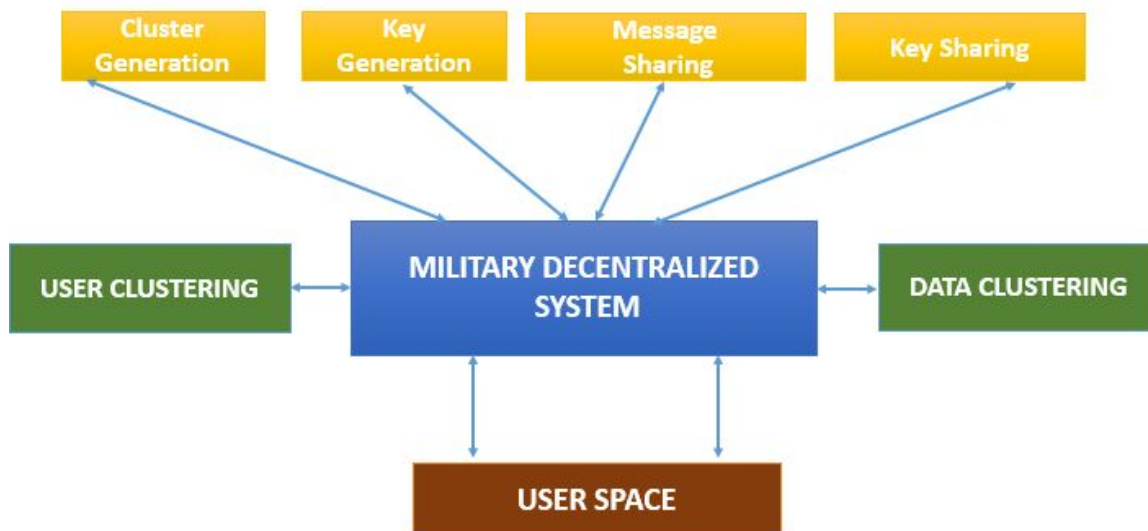 Cluster
Generation
Key
Generation
Message
Sharing
Key Sharing
USER CLUSTERING
MILITARY DECENTRALIZED
SYSTEM
DATA CLUSTERING
USER SPACE